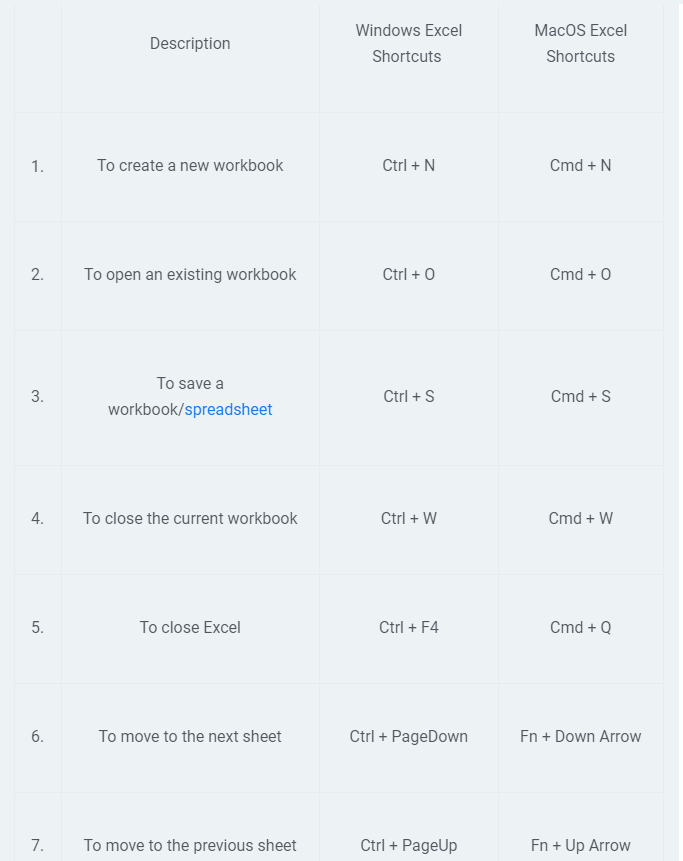 Description
Windows Excel
Shortcuts
MacOS Excel
Shortcuts
1.
To create a new workbook
Ctrl + N
Cmd + N
2.
To open an existing workbook
Ctrl + O
Cmd + O
3.
To save a
workbook/spreadsheet
Ctrl + S
Cmd + S
4.
To close the current workbook
Ctrl + W
Cmd + W
5.
To close Excel
Ctrl + F4
Cmd + Q
6.
To move to the next sheet
Ctrl + PageDown
Fn + Down Arrow
7.
To move to the previous sheet
Ctrl + PageUp
Fn + Up Arrow